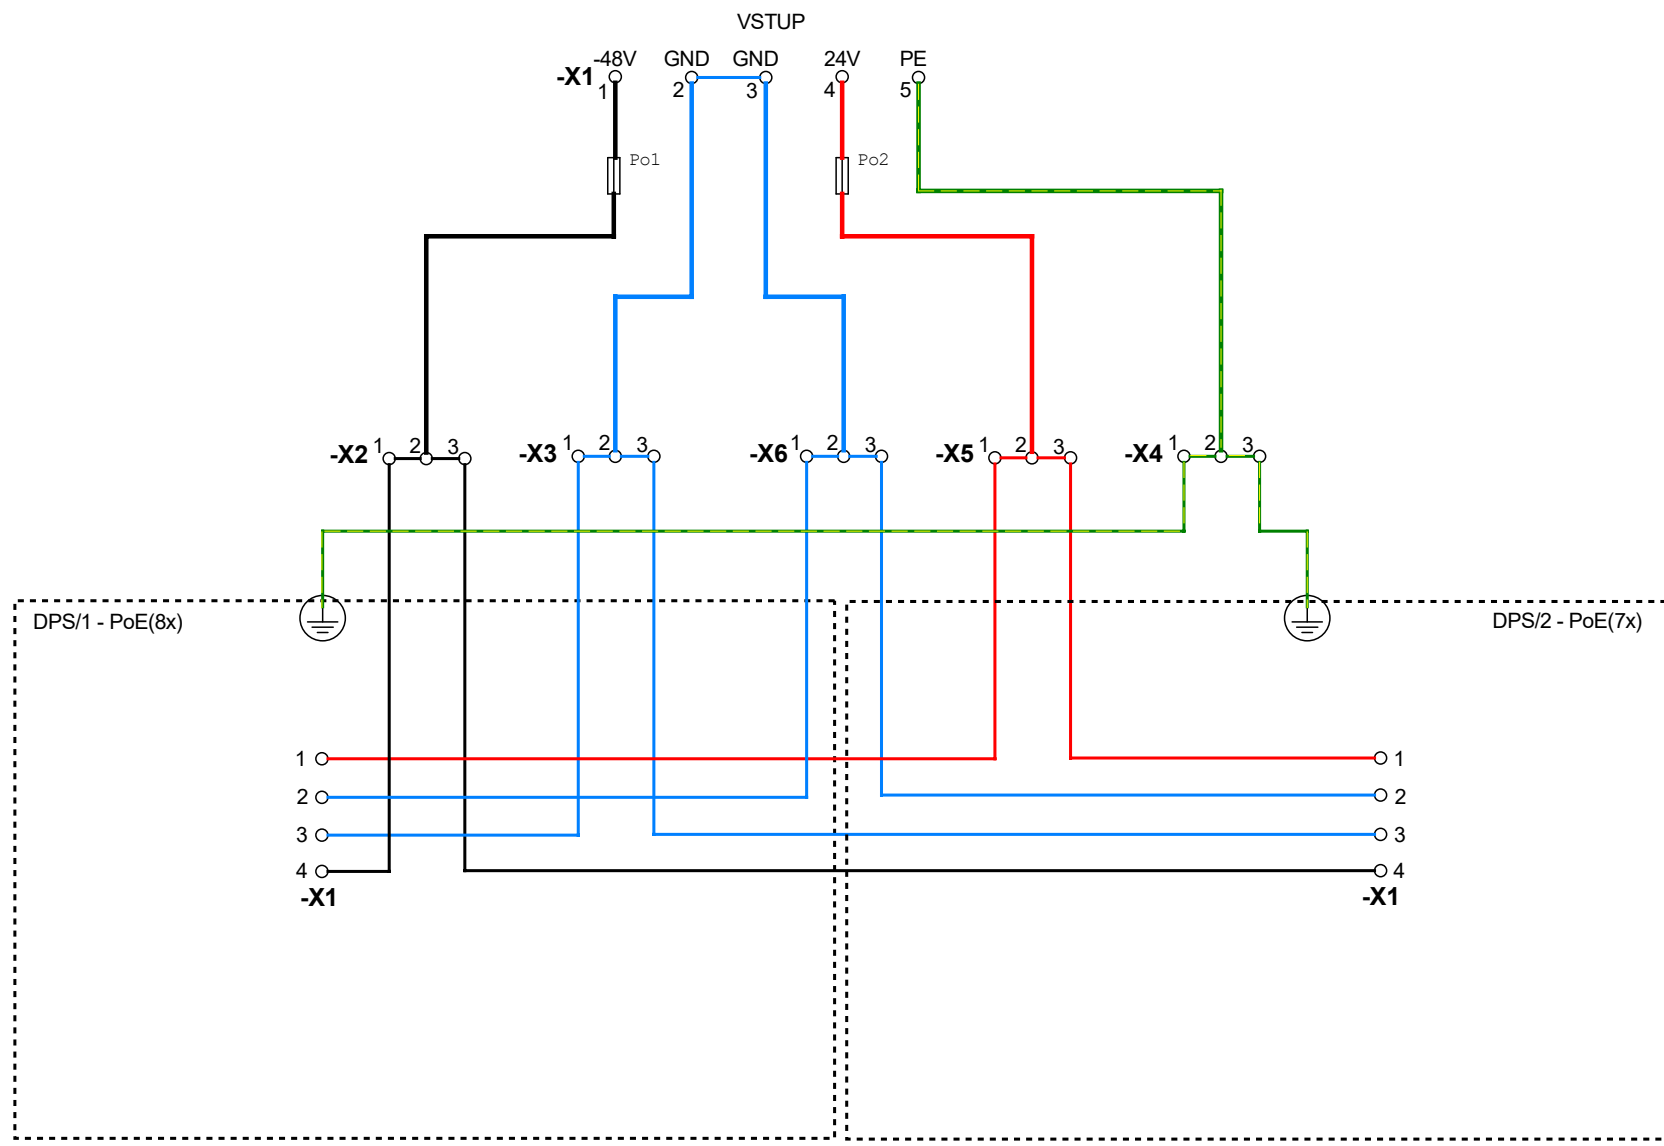 VSTUP
-48V GND GND 24V PE
-X1
1 2 3 4 5
Po1 Po2
-X2 1 2 3 -X3 1 2 3 -X6 1 2 3 -X5 1 2 3 -X4 1 2 3
DPS/1 - PoE(8x) DPS/2 - PoE(7x)
1 1
2 2
3 3
4 4
-X1 -X1